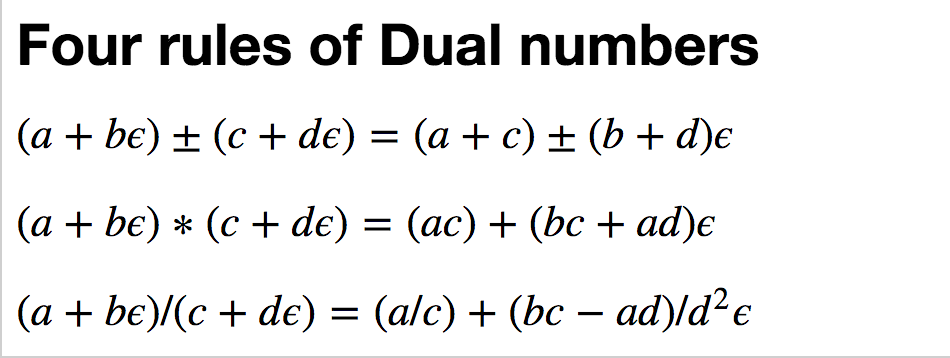 Four rules of Dual numbers
(a + bϵ) ± (c + dϵ) = (a + c) ± (b + d)ϵ
(a + bϵ) ∗ (c + dϵ) = (ac) + (bc + ad)ϵ
(a + bϵ)/(c + dϵ) = (a/c) + (bc − ad)/d²ϵ